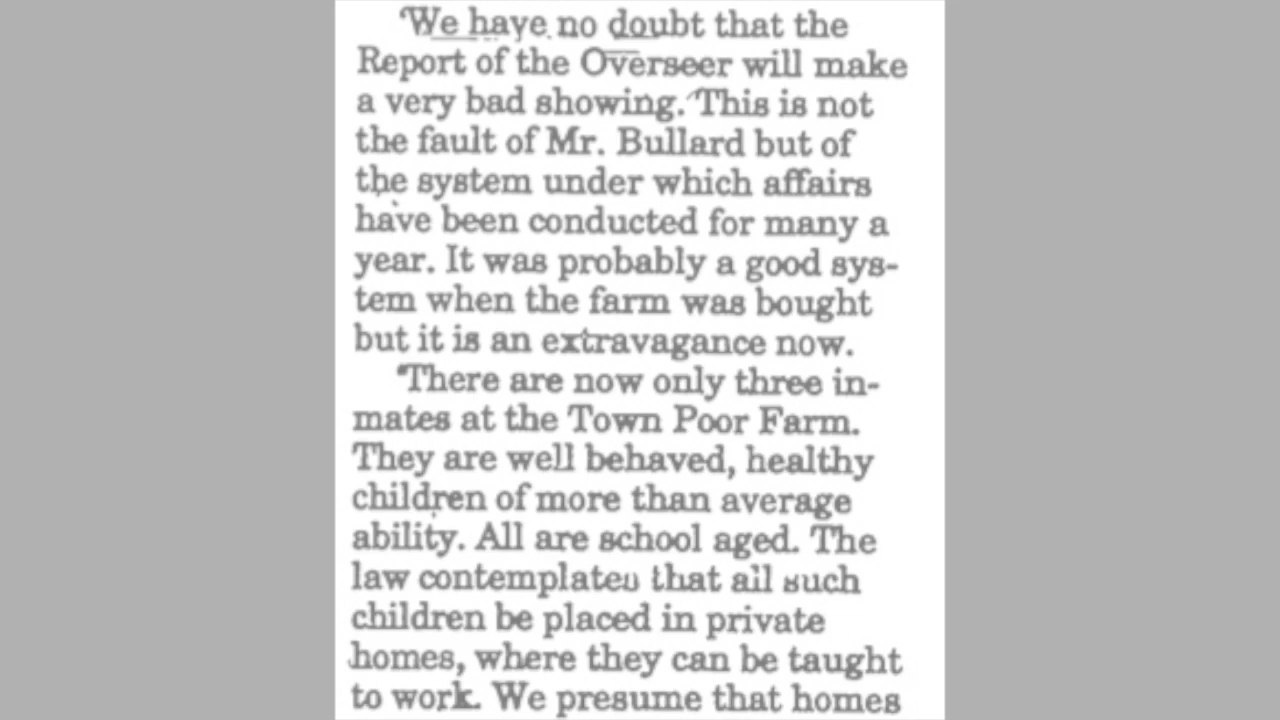 'We have no doubt that the
Report of the Overseer will make
a very bad showing. This is not
the fault of Mr. Bullard but of
the system under which affairs
have been conducted for many a
year. It was probably a good sys-
tem when the farm was bought
but it is an extravagance now.
"There are now only three in-
mates at the Town Poor Farm.
They are well behaved, healthy
children of more than average
ability. All are school aged. The
law contemplates that all such
children be placed in private
homes, where they can be taught
to work. We presume that homes